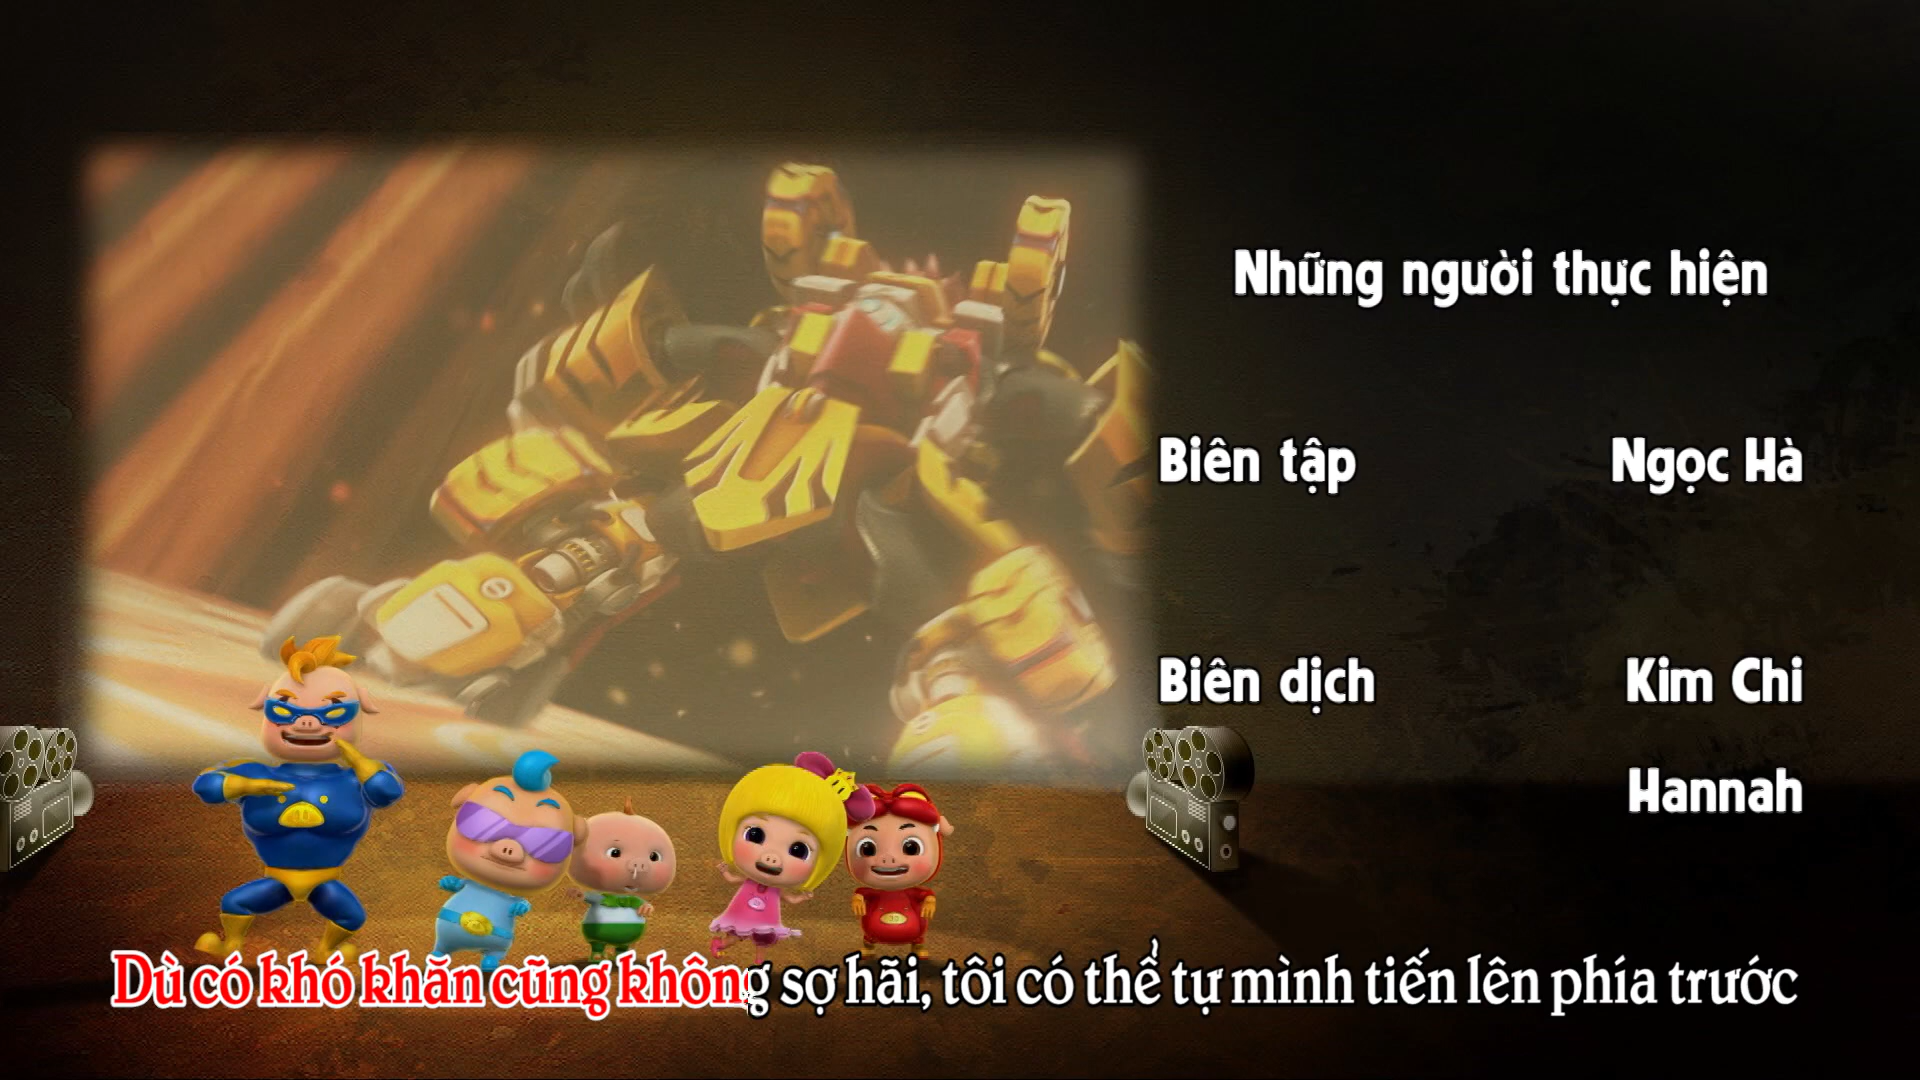 Những người thực hiện
Biên tập Ngọc Hà
Biên dịch Kim Chi
Hannah
Dù có khó khăn cũng không sợ hãi, tôi có thể tự mình tiến lên phía trước